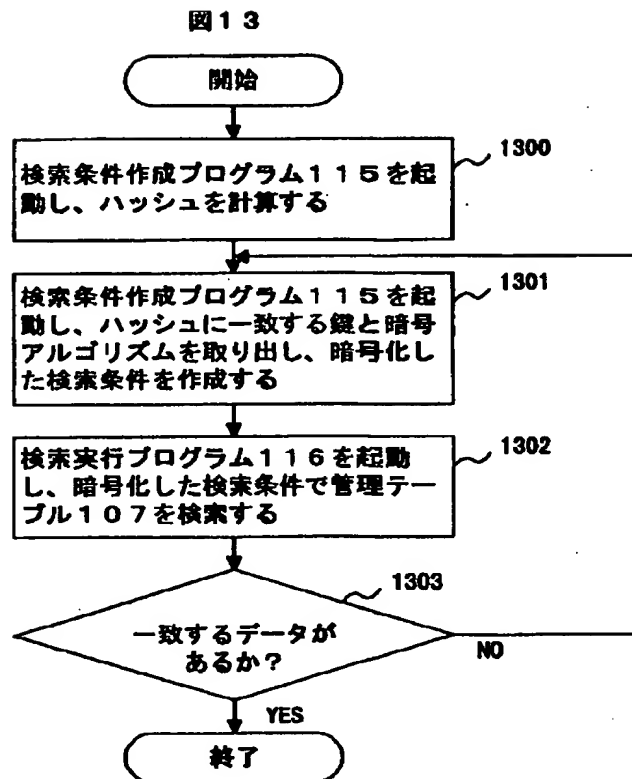 図１３
開始
1300
検索条件作成プログラム１１５を起
動し、ハッシュを計算する
1301
検索条件作成プログラム１１５を起
動し、ハッシュに一致する鍵と暗号
アルゴリズムを取り出し、暗号化し
た検索条件を作成する
1302
検索実行プログラム１１６を起動
し、暗号化した検索条件で管理テー
ブル１０７を検索する
1303
一致するデータが
あるか？
NO
YES
終了